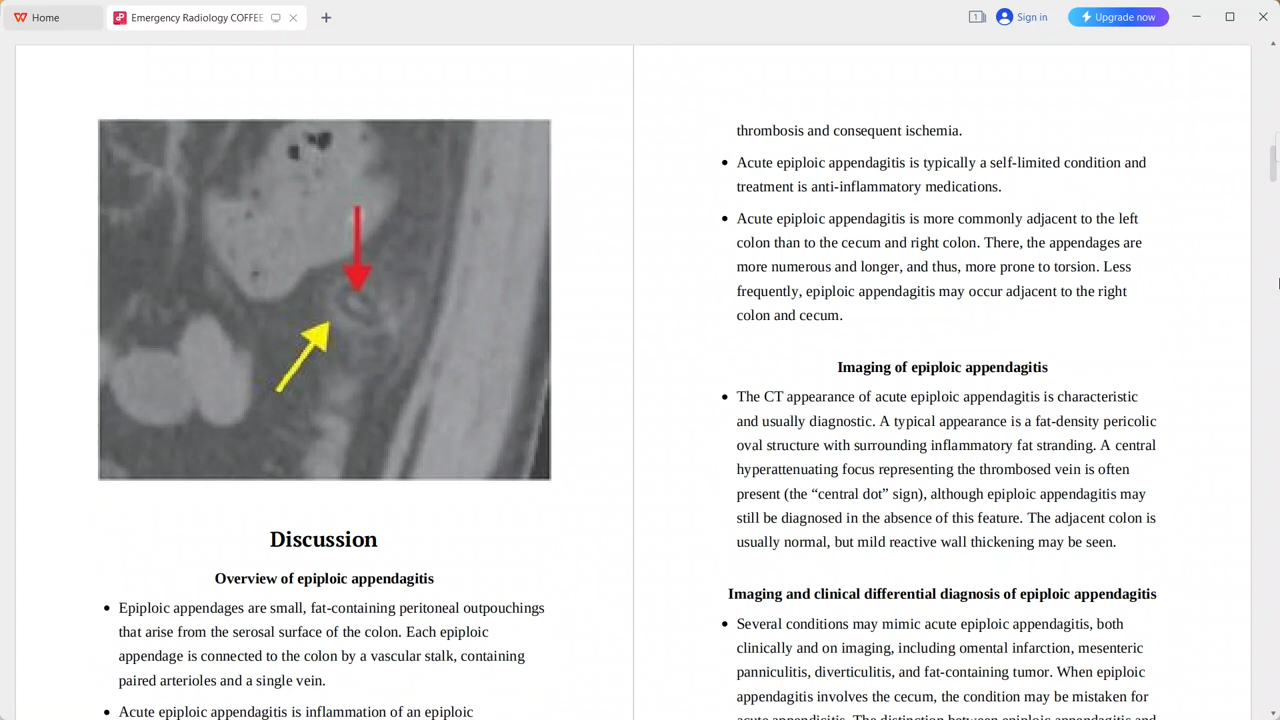 Home
Emergency Radiology COFFEE
1
Sign in
Upgrade now
Discussion
Overview of epiploic appendagitis
• Epiploic appendages are small, fat-containing peritoneal outpouchings
that arise from the serosal surface of the colon. Each epiploic
appendage is connected to the colon by a vascular stalk, containing
paired arterioles and a single vein.
• Acute epiploic appendagitis is inflammation of an epiploic
thrombosis and consequent ischemia.
• Acute epiploic appendagitis is typically a self-limited condition and
treatment is anti-inflammatory medications.
• Acute epiploic appendagitis is more commonly adjacent to the left
colon than to the cecum and right colon. There, the appendages are
more numerous and longer, and thus, more prone to torsion. Less
frequently, epiploic appendagitis may occur adjacent to the right
colon and cecum.
Imaging of epiploic appendagitis
• The CT appearance of acute epiploic appendagitis is characteristic
and usually diagnostic. A typical appearance is a fat-density pericolic
oval structure with surrounding inflammatory fat stranding. A central
hyperattenuating focus representing the thrombosed vein is often
present (the “central dot” sign), although epiploic appendagitis may
still be diagnosed in the absence of this feature. The adjacent colon is
usually normal, but mild reactive wall thickening may be seen.
Imaging and clinical differential diagnosis of epiploic appendagitis
• Several conditions may mimic acute epiploic appendagitis, both
clinically and on imaging, including omental infarction, mesenteric
panniculitis, diverticulitis, and fat-containing tumor. When epiploic
appendagitis involves the cecum, the condition may be mistaken for
acute appendicitis. The distinction between epiploic appendagitis and